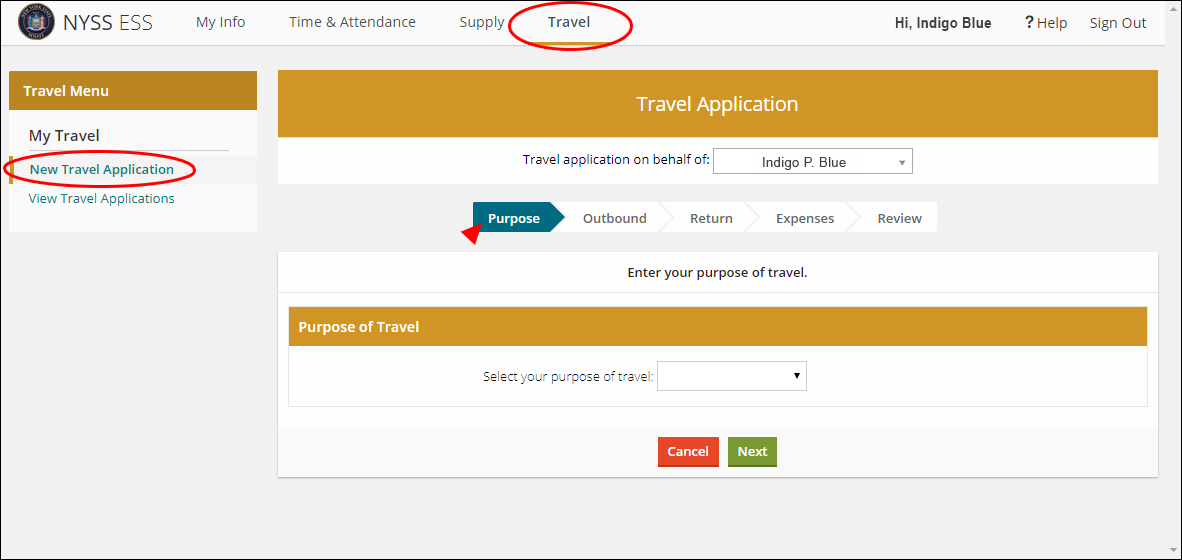 NYSS ESS My Info Time & Attendance Supply Travel Hi, Indigo Blue ? Help Sign Out
Travel Menu
My Travel
New Travel Application
View Travel Applications
Travel Application
Travel application on behalf of: Indigo P. Blue
Purpose Outbound Return Expenses Review
Enter your purpose of travel.
Purpose of Travel
Select your purpose of travel:
Cancel Next